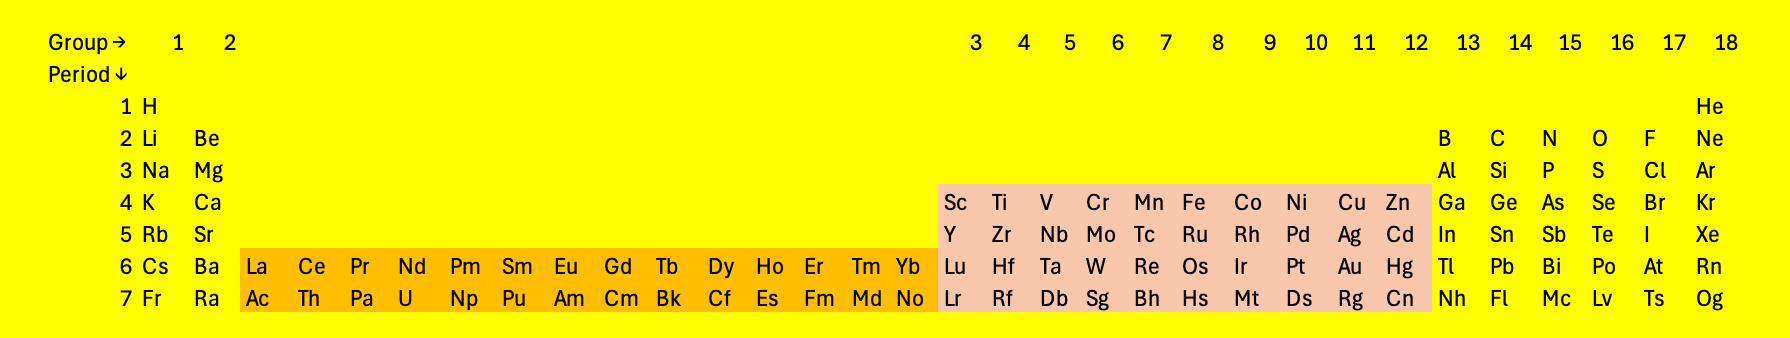 Group→ 1 2 3 4 5 6 7 8 9 10 11 12 13 14 15 16 17 18
Period↓
1 H He
2 Li Be B C N O F Ne
3 Na Mg Al Si P S Cl Ar
4 K Ca Sc Ti V Cr Mn Fe Co Ni Cu Zn Ga Ge As Se Br Kr
5 Rb Sr Y Zr Nb Mo Tc Ru Rh Pd Ag Cd In Sn Sb Te I Xe
6 Cs Ba La Ce Pr Nd Pm Sm Eu Gd Tb Dy Ho Er Tm Yb Lu Hf Ta W Re Os Ir Pt Au Hg Tl Pb Bi Po At Rn
7 Fr Ra Ac Th Pa U Np Pu Am Cm Bk Cf Es Fm Md No Lr Rf Db Sg Bh Hs Mt Ds Rg Cn Nh Fl Mc Lv Ts Og